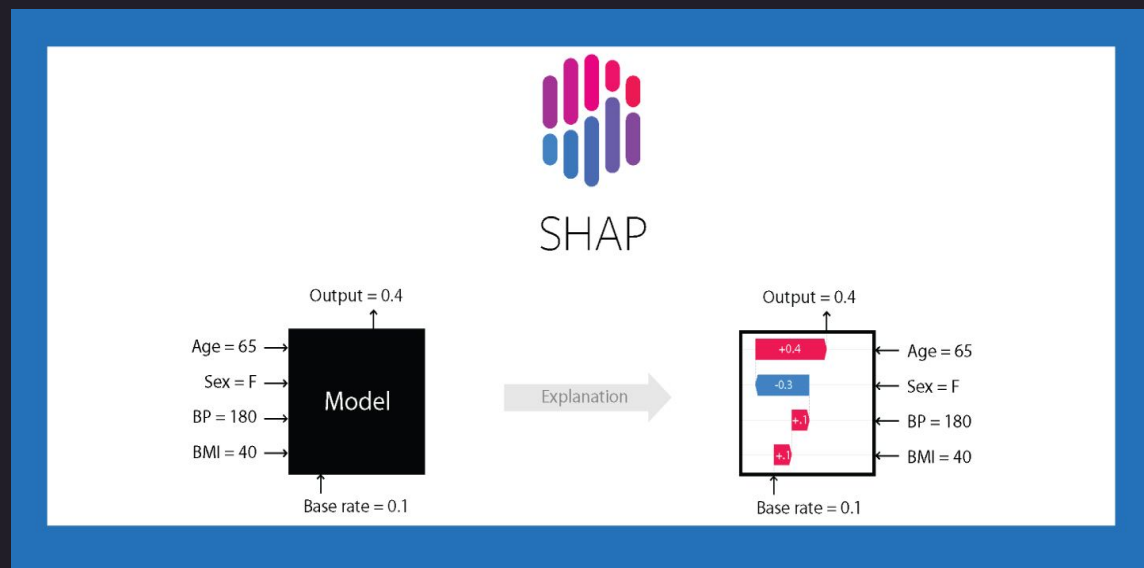 SHAP
Output = 0.4
Age = 65
Sex = F
BP = 180
BMI = 40
Model
Base rate = 0.1
Explanation
Output = 0.4
+0.4
Age = 65
-0.3
Sex = F
+.1
BP = 180
+.1
BMI = 40
Base rate = 0.1